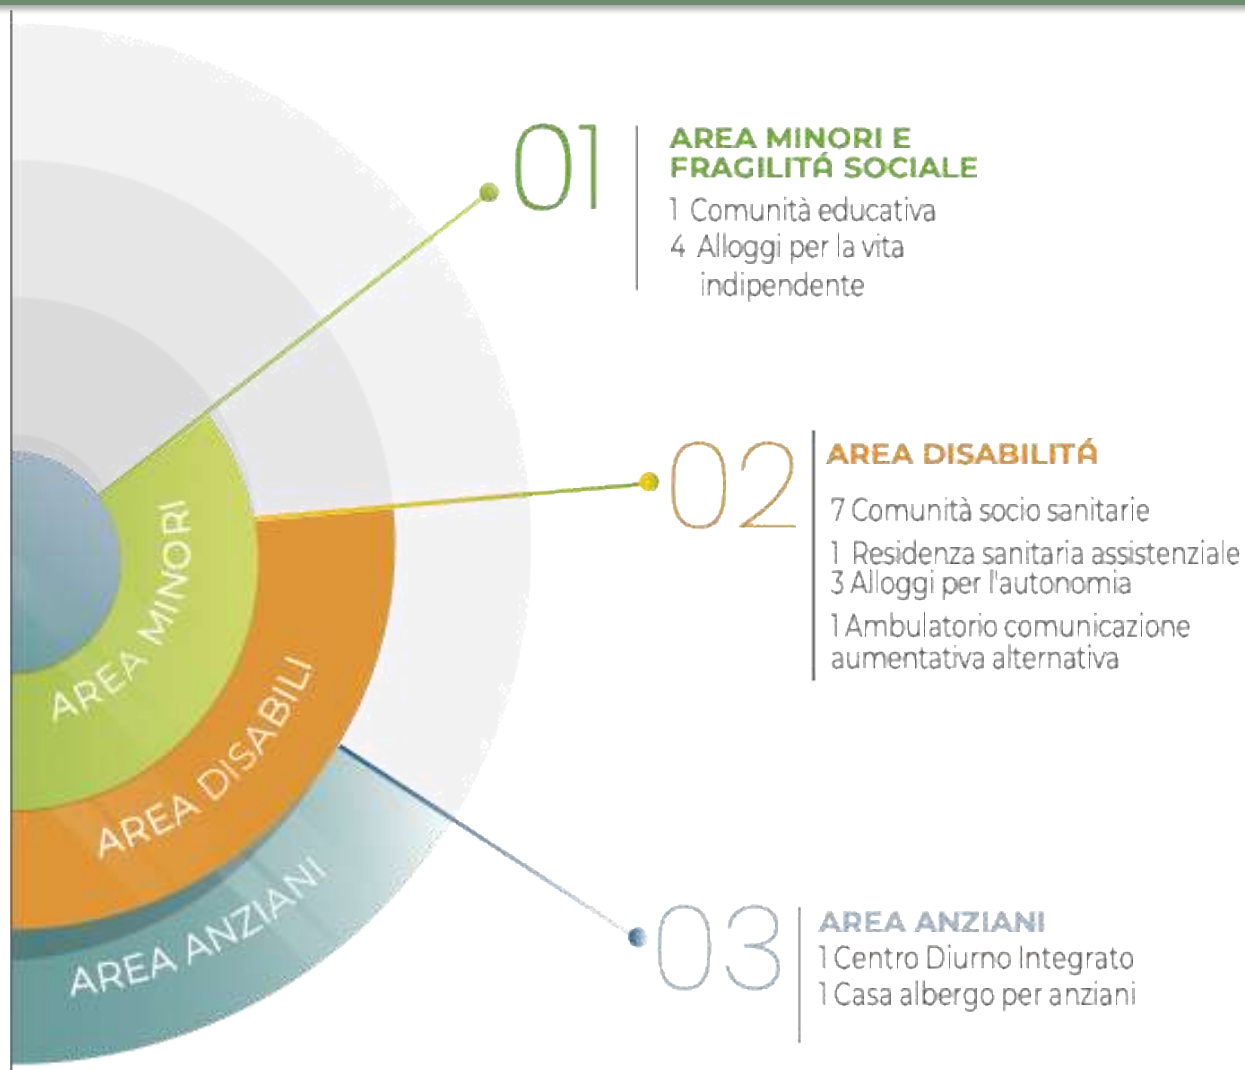 01
AREA MINORI E
FRAGILITÁ SOCIALE
1 Comunità educativa
4 Alloggi per la vita
indipendente
02
AREA DISABILITÁ
7 Comunità socio sanitarie
1 Residenza sanitaria assistenziale
3 Alloggi per l'autonomia
1 Ambulatorio comunicazione
aumentativa alternativa
03
AREA ANZIANI
1 Centro Diurno Integrato
1 Casa albergo per anziani
AREA MINORI
AREA DISABILI
AREA ANZIANI